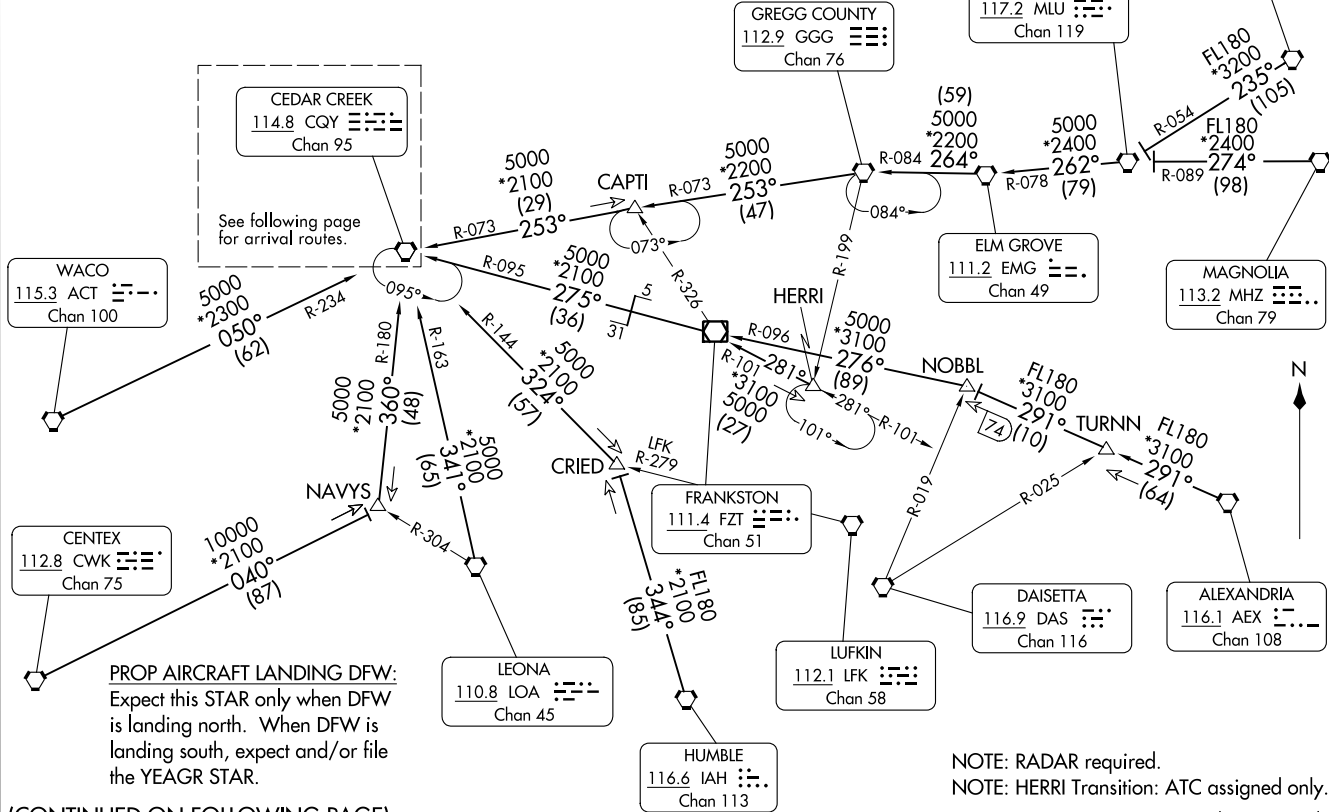 GREGG COUNTY
112.9 GGG
Chan 76
117.2 MLU
Chan 119
CEDAR CREEK
114.8 CQY
Chan 95
See following page
for arrival routes.
FL180
*3200
235°
(105)
R-054
FL180
*2400
274°
(98)
R-089
5000
*2400
262°
(79)
R-078
(59)
5000
*2200
264°
R-084
084°
5000
*2200
253°
(47)
R-073
CAPTI
073°
5000
*2100
(29)
253°
R-073
ELM GROVE
111.2 EMG
Chan 49
MAGNOLIA
113.2 MHZ
Chan 79
WACO
115.3 ACT
Chan 100
5000
*2300
050°
(62)
R-234
095°
R-095
5000
*2100
275°
(36)
5
31
R-326
R-199
HERRI
R-096
5000
*3100
276°
(89)
R-101
281°
*3100
5000
(27)
101°
281°
R-101
NOBBL
74
FL180
*3100
291°
(10)
TURNN
FL180
*3100
291°
(64)
N
R-180
5000
*2100
360°
(48)
R-163
5000
*2100
341°
(65)
R-144
5000
*2100
324°
(57)
CRIED
LFK
R-279
NAVYS
R-304
R-019
R-025
FRANKSTON
111.4 FZT
Chan 51
CENTEX
112.8 CWK
Chan 75
10000
*2100
040°
(87)
FL180
*2100
344°
(85)
DAISETTA
116.9 DAS
Chan 116
ALEXANDRIA
116.1 AEX
Chan 108
LUFKIN
112.1 LFK
Chan 58
LEONA
110.8 LOA
Chan 45
HUMBLE
116.6 IAH
Chan 113
PROP AIRCRAFT LANDING DFW:
Expect this STAR only when DFW
is landing north. When DFW is
landing south, expect and/or file
the YEAGR STAR.
NOTE: RADAR required.
NOTE: HERRI Transition: ATC assigned only.
(CONTINUED ON FOLLOWING PAGE)